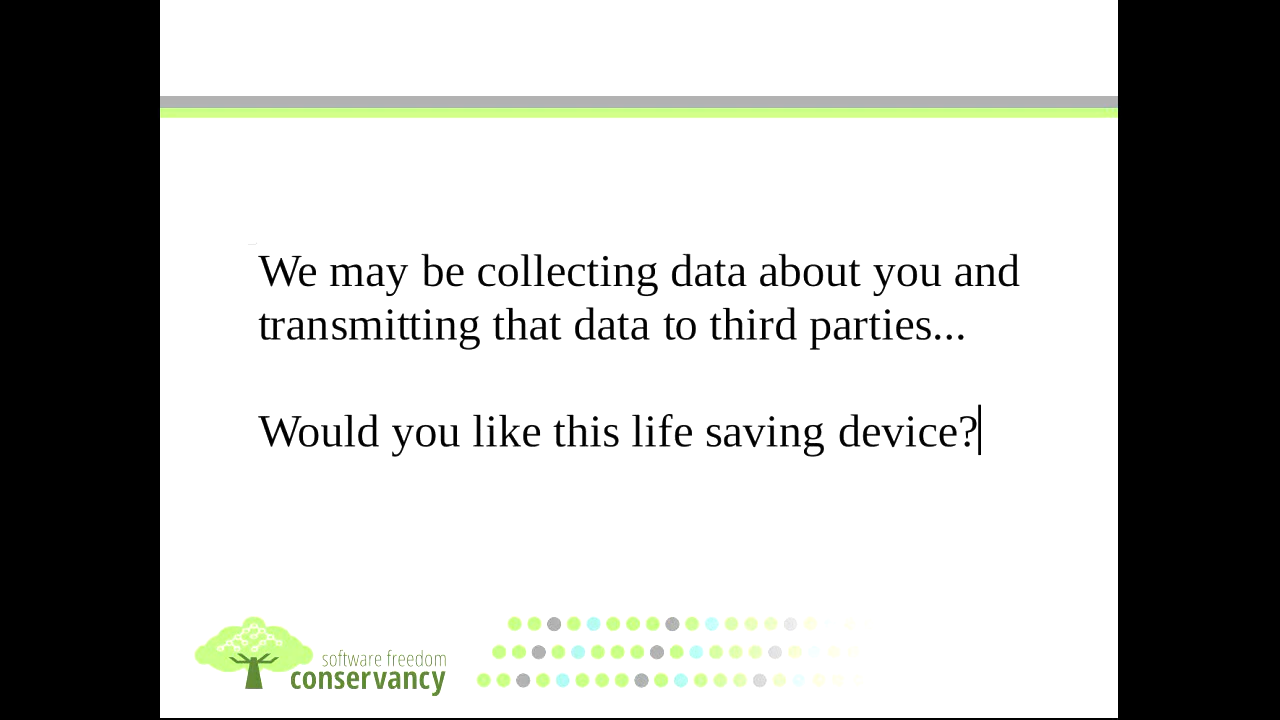 We may be collecting data about you and
transmitting that data to third parties...
Would you like this life saving device?
software freedom
conservancy